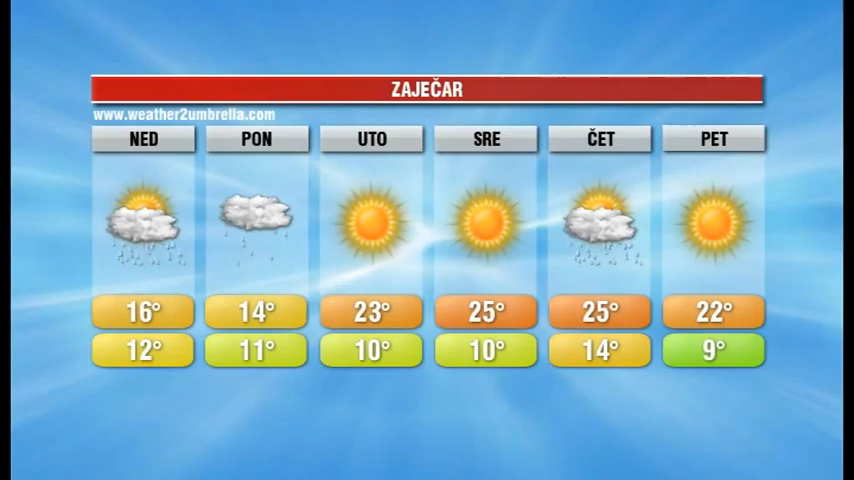 ZAJEČAR
www.weather2umbrella.com
NED PON UTO SRE ČET PET
16° 14° 23° 25° 25° 22°
12° 11° 10° 10° 14° 9°